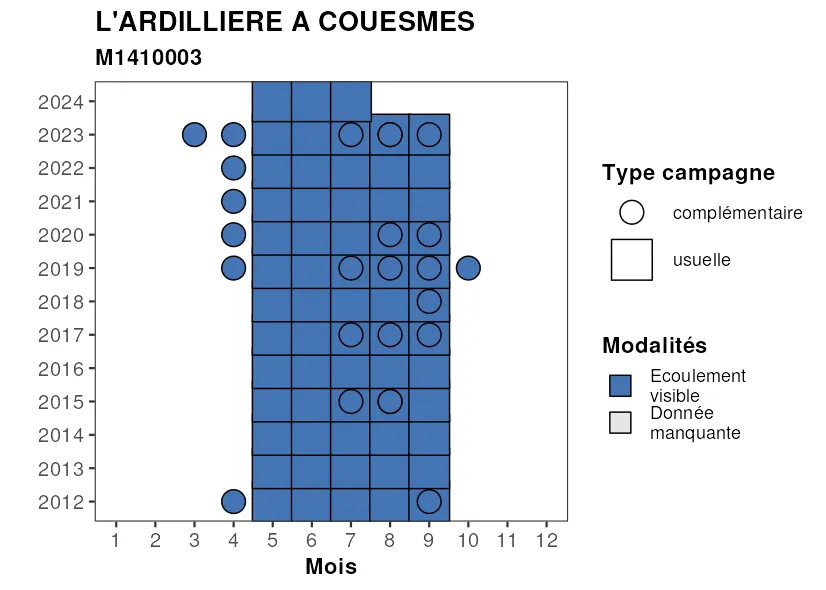 L'ARDILLIERE A COUESMES
M1410003
2024
2023
2022
2021
2020
2019
2018
2017
2016
2015
2014
2013
2012
1 2 3 4 5 6 7 8 9 10 11 12
Mois
Type campagne
complémentaire
usuelle
Modalités
Ecoulement
visible
Donnée
manquante